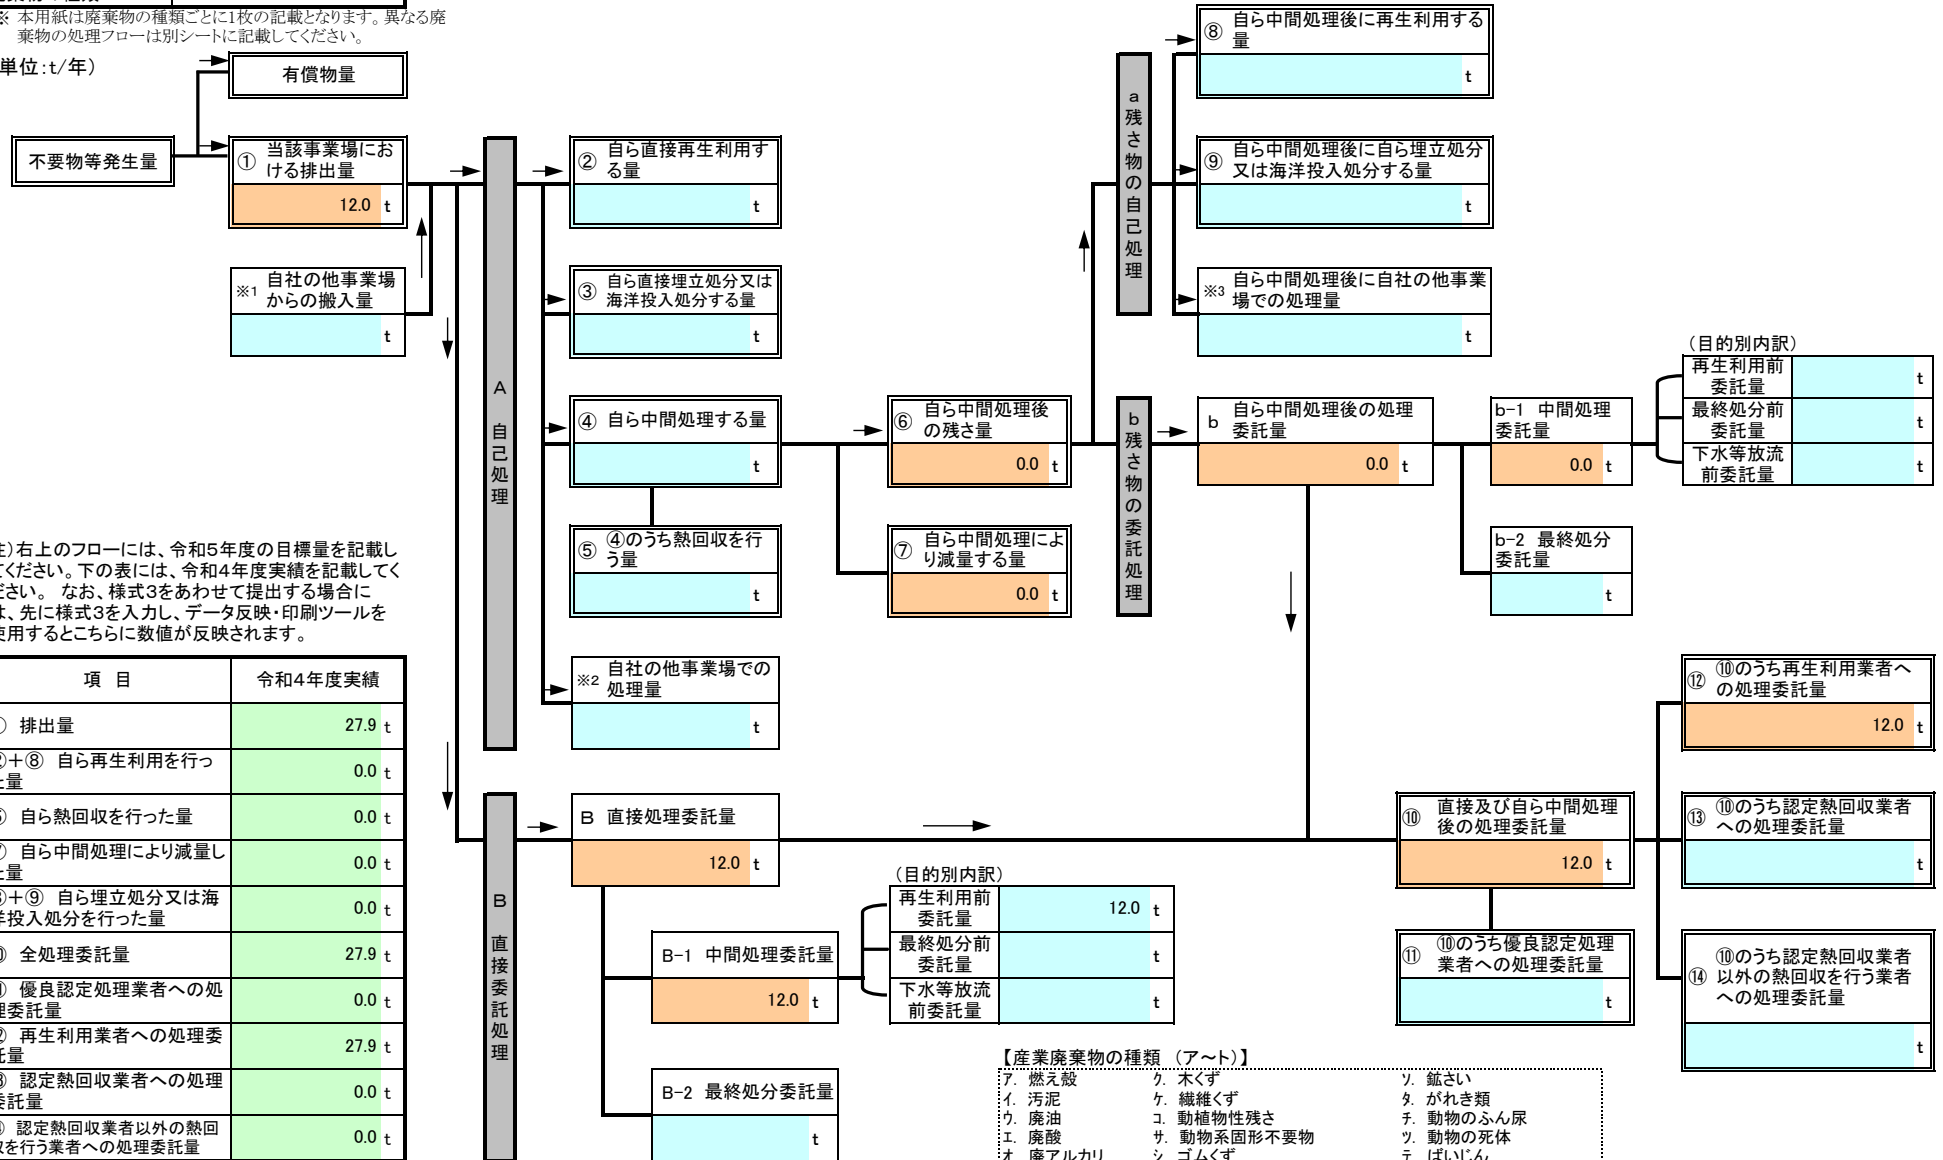 ※ 本用紙は廃棄物の種類ごとに1枚の記載となります。異なる廃
棄物の処理フローは別シートに記載してください。
単位:t/年)
有償物量
不要物等発生量
① 当該事業場にお
ける排出量
12.0 t
※1 自社の他事業場
からの搬入量
t
A 自己処理
② 自ら直接再生利用す
る量
t
③ 自ら直接埋立処分又は
海洋投入処分する量
t
④ 自ら中間処理する量
t
⑤ ④のうち熱回収を行
う量
t
※2 自社の他事業場での
処理量
t
⑥ 自ら中間処理後
の残さ量
0.0 t
⑦ 自ら中間処理によ
り減量する量
0.0 t
a 残さ物の自己処理
⑧ 自ら中間処理後に再生利用する
量
t
⑨ 自ら中間処理後に自ら埋立処分
又は海洋投入処分する量
t
※3 自ら中間処理後に自社の他事業
場での処理量
t
b 残さ物の委託処理
b 自ら中間処理後の処理
委託量
0.0 t
b-1 中間処理
委託量
0.0 t
b-2 最終処分
委託量
t
(目的別内訳)
再生利用前
委託量
t
最終処分前
委託量
t
下水等放流
前委託量
t
)右上のフローには、令和5年度の目標量を記載し
ください。下の表には、令和4年度実績を記載してく
さい。 なお、様式3をあわせて提出する場合に
、先に様式3を入力し、データ反映・印刷ツールを
用するとこちらに数値が反映されます。
項 目 令和4年度実績
排出量 27.9 t
+⑧ 自ら再生利用を行っ
量 0.0 t
自ら熱回収を行った量 0.0 t
自ら中間処理により減量し
量 0.0 t
+⑨ 自ら埋立処分又は海
投入処分を行った量 0.0 t
全処理委託量 27.9 t
優良認定処理業者への処
委託量 0.0 t
再生利用業者への処理委
量 27.9 t
認定熱回収業者への処理
託量 0.0 t
認定熱回収業者以外の熱回
を行う業者への処理委託量 0.0 t
B 直接委託処理
B 直接処理委託量
12.0 t
B-1 中間処理委託量
12.0 t
B-2 最終処分委託量
t
(目的別内訳)
再生利用前
委託量
12.0 t
最終処分前
委託量
t
下水等放流
前委託量
t
⑩ 直接及び自ら中間処理
後の処理委託量
12.0 t
⑪ ⑩のうち優良認定処理
業者への処理委託量
t
⑫ ⑩のうち再生利用業者へ
の処理委託量
12.0 t
⑬ ⑩のうち認定熱回収業者
への処理委託量
t
⑭ ⑩のうち認定熱回収業者
以外の熱回収を行う業者
への処理委託量
t
【産業廃棄物の種類 (ア~ト)】
ア. 燃え殻 ク. 木くず ソ. 鉱さい
イ. 汚泥 ケ. 繊維くず タ. がれき類
ウ. 廃油 コ. 動植物性残さ チ. 動物のふん尿
エ. 廃酸 サ. 動物系固形不要物 ツ. 動物の死体
オ. 廃アルカリ シ. ゴムくず テ. ばいじん